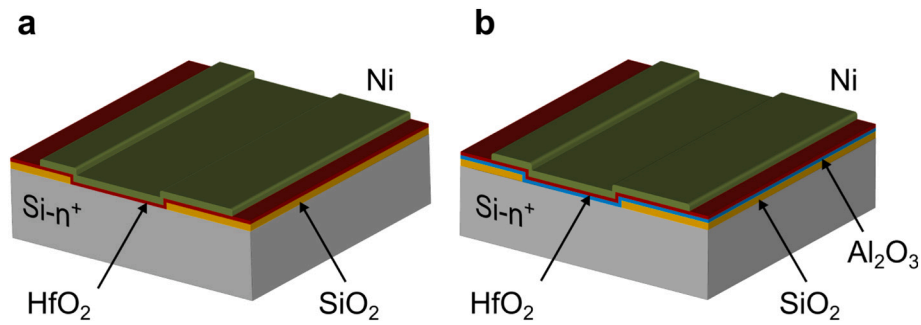 a
Ni
Si-n⁺
HfO₂
SiO₂
b
Ni
Si-n⁺
Al₂O₃
HfO₂
SiO₂